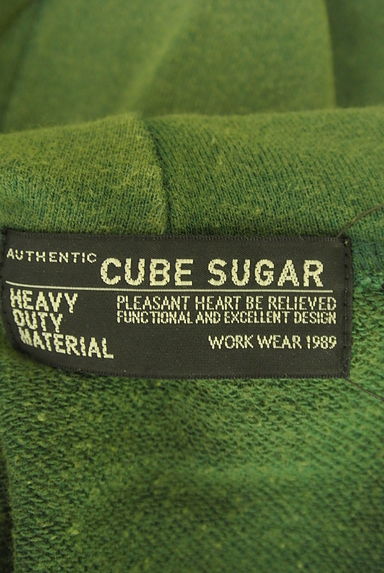 AUTHENTIC CUBE SUGAR
HEAVY DUTY MATERIAL
PLEASANT HEART BE RELIEVED
FUNCTIONAL AND EXCELLENT DESIGN
WORK WEAR 1989